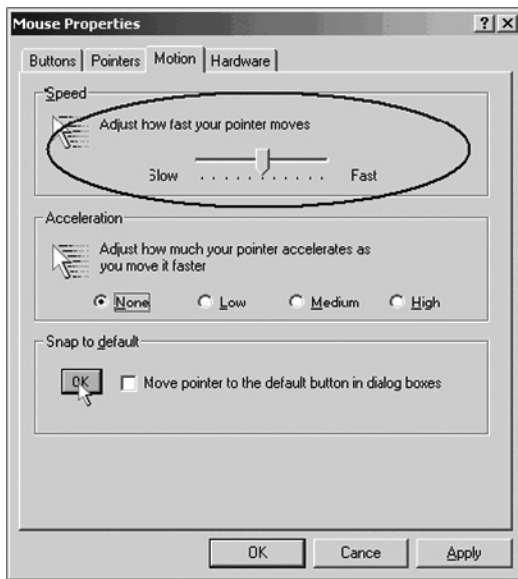 Mouse Properties
? X
Buttons Pointers Motion Hardware
Speed
Adjust how fast your pointer moves
Slow Fast
Acceleration
Adjust how much your pointer accelerates as
you move it faster
None Low Medium High
Snap to default
OK Move pointer to the default button in dialog boxes
OK Cance Apply